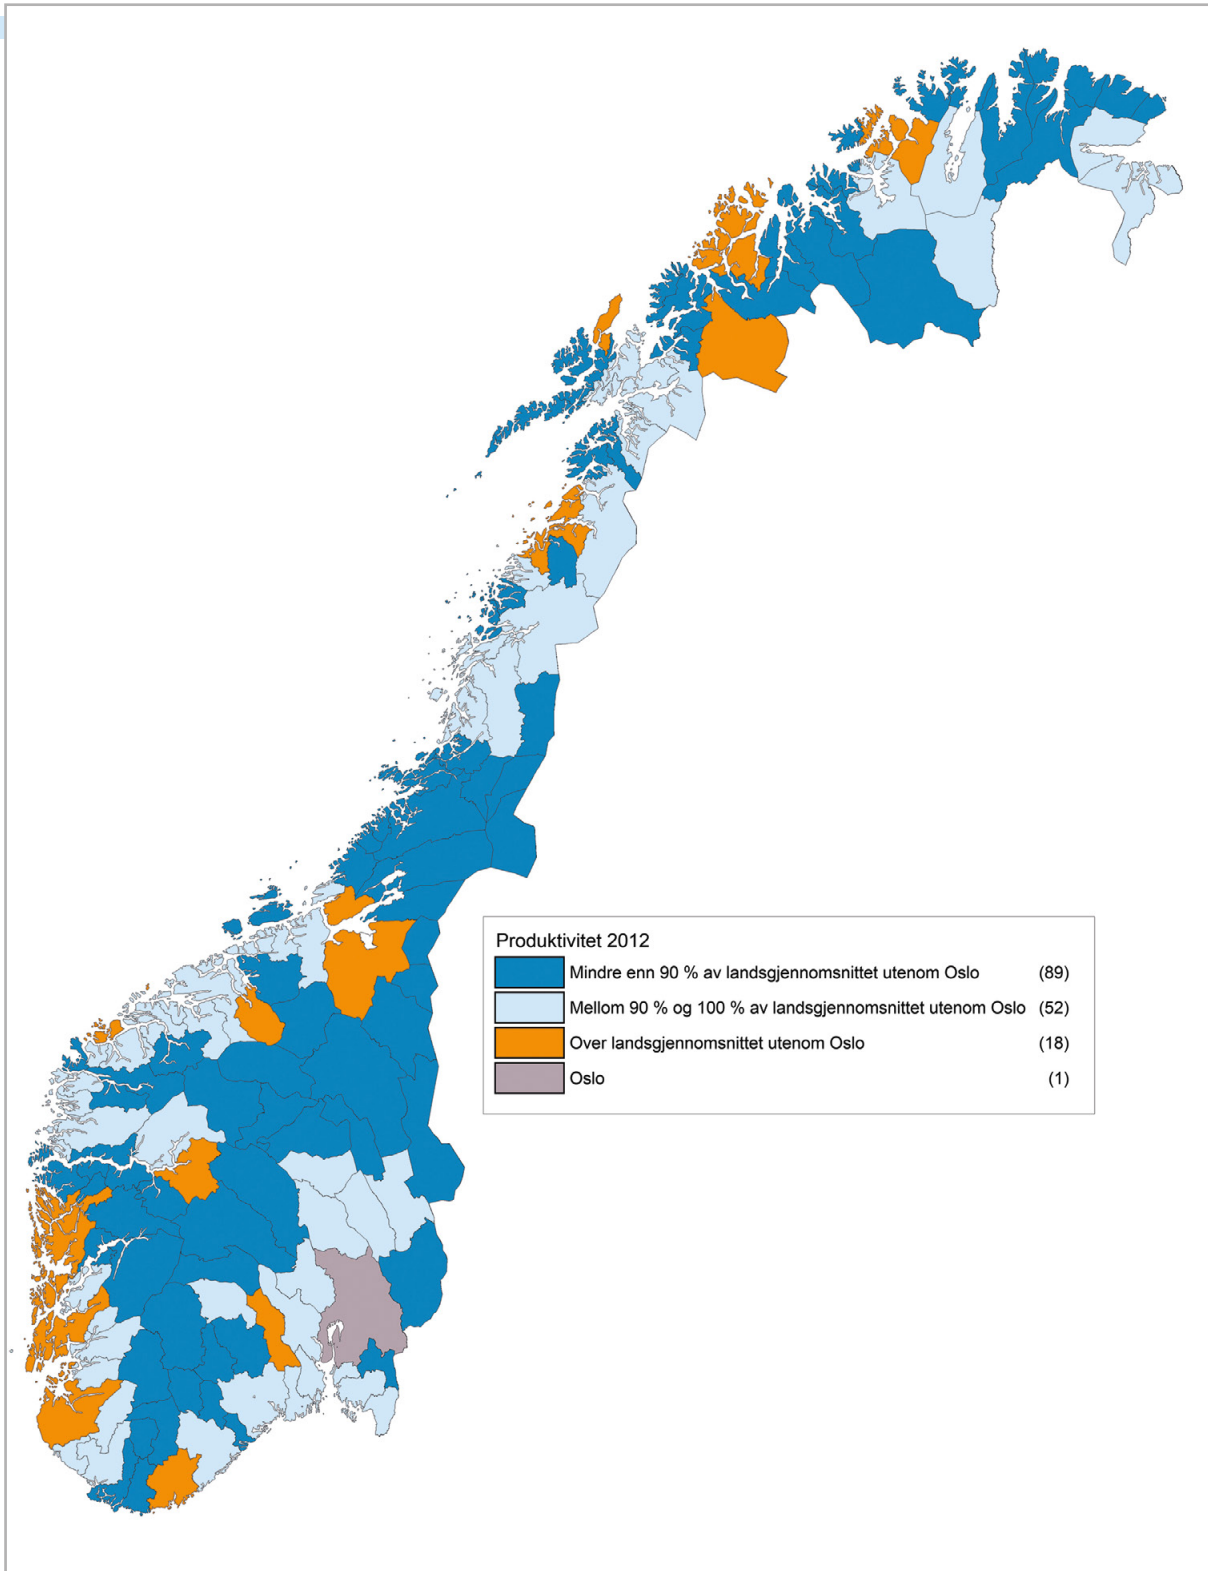 Produktivitet 2012
Mindre enn 90 % av landsgjennomsnittet utenom Oslo (89)
Mellom 90 % og 100 % av landsgjennomsnittet utenom Oslo (52)
Over landsgjennomsnittet utenom Oslo (18)
Oslo (1)